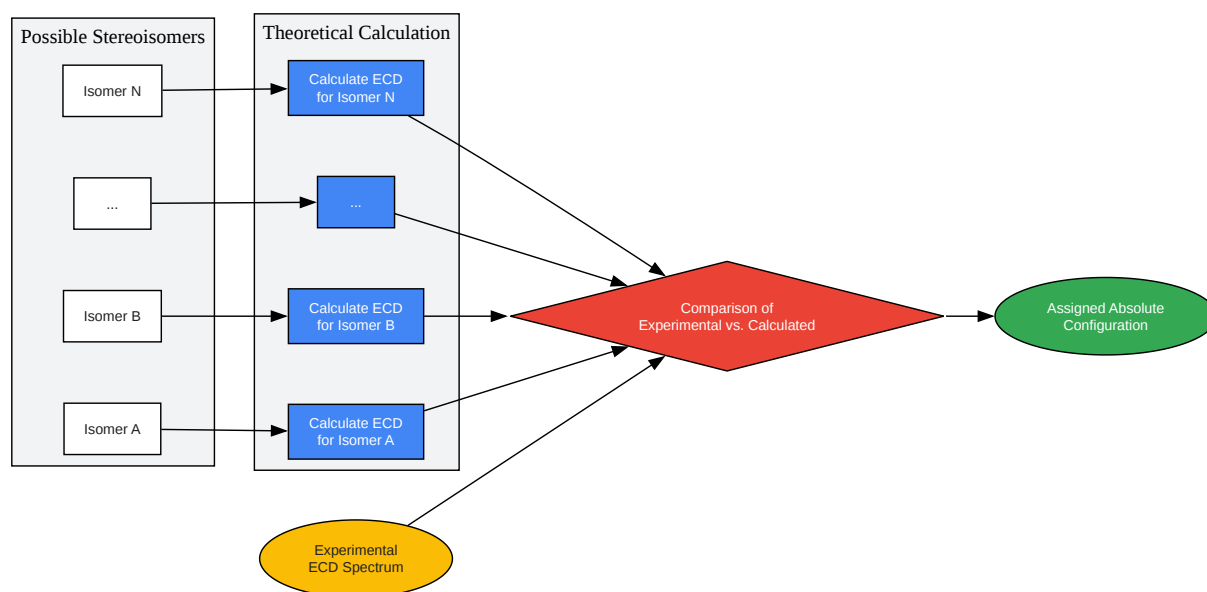 Possible Stereoisomers
Theoretical Calculation
Isomer N
Calculate ECD
for Isomer N
...
...
Isomer B
Calculate ECD
for Isomer B
Comparison of
Experimental vs. Calculated
Assigned Absolute
Configuration
Isomer A
Calculate ECD
for Isomer A
Experimental
ECD Spectrum